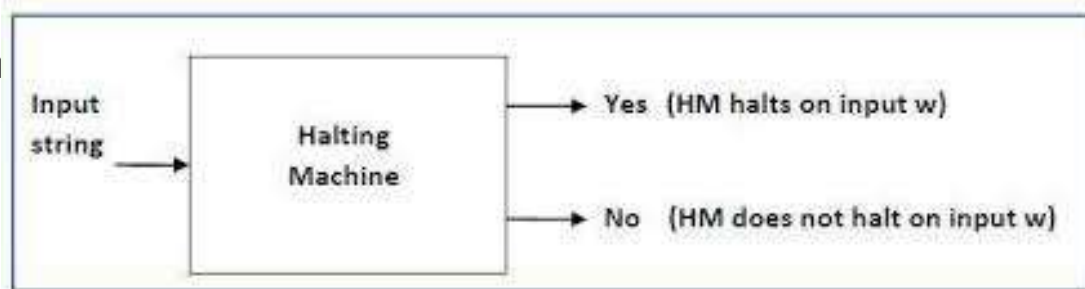 Input
string
Halting
Machine
Yes (HM halts on input w)
No (HM does not halt on input w)